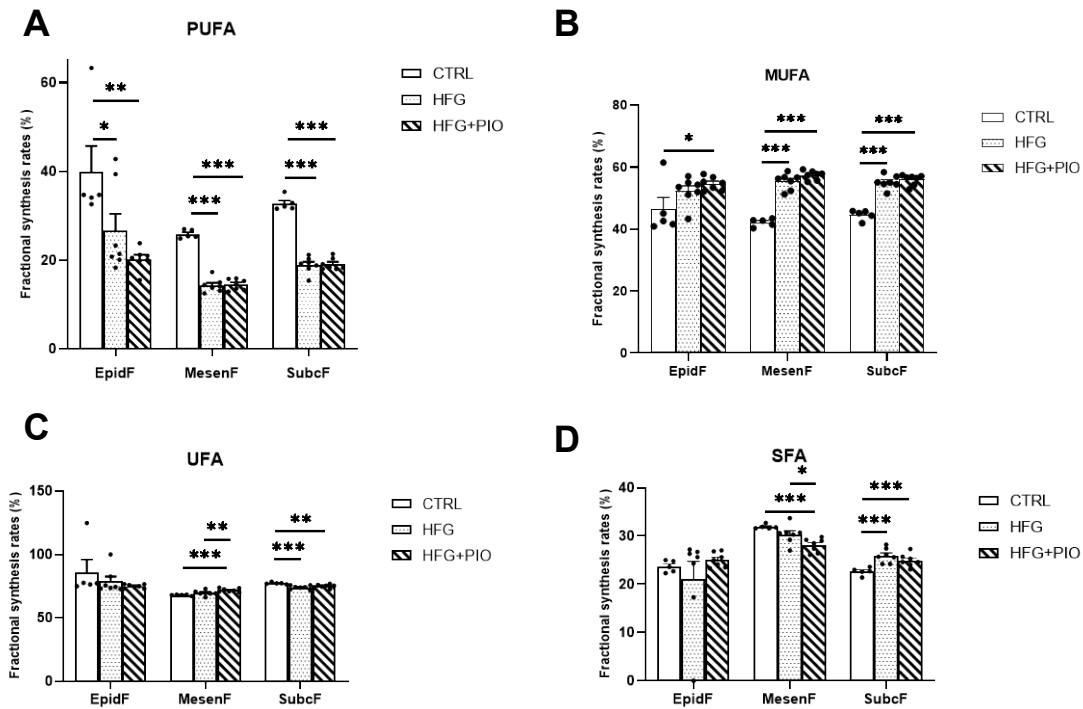 A
PUFA
Fractional synthesis rates (%)
60
40
20
0
** 
*
***
***
***
***
EpidF
MesenF
SubcF
CTRL
HFG
HFG+PIO
B
MUFA
Fractional synthesis rates (%)
80
60
40
20
0
*
***
***
***
***
EpidF
MesenF
SubcF
CTRL
HFG
HFG+PIO
C
UFA
Fractional synthesis rates (%)
150
100
50
0
**
***
**
***
EpidF
MesenF
SubcF
CTRL
HFG
HFG+PIO
D
SFA
Fractional synthesis rates (%)
40
30
20
10
0
*
***
***
***
EpidF
MesenF
SubcF
CTRL
HFG
HFG+PIO